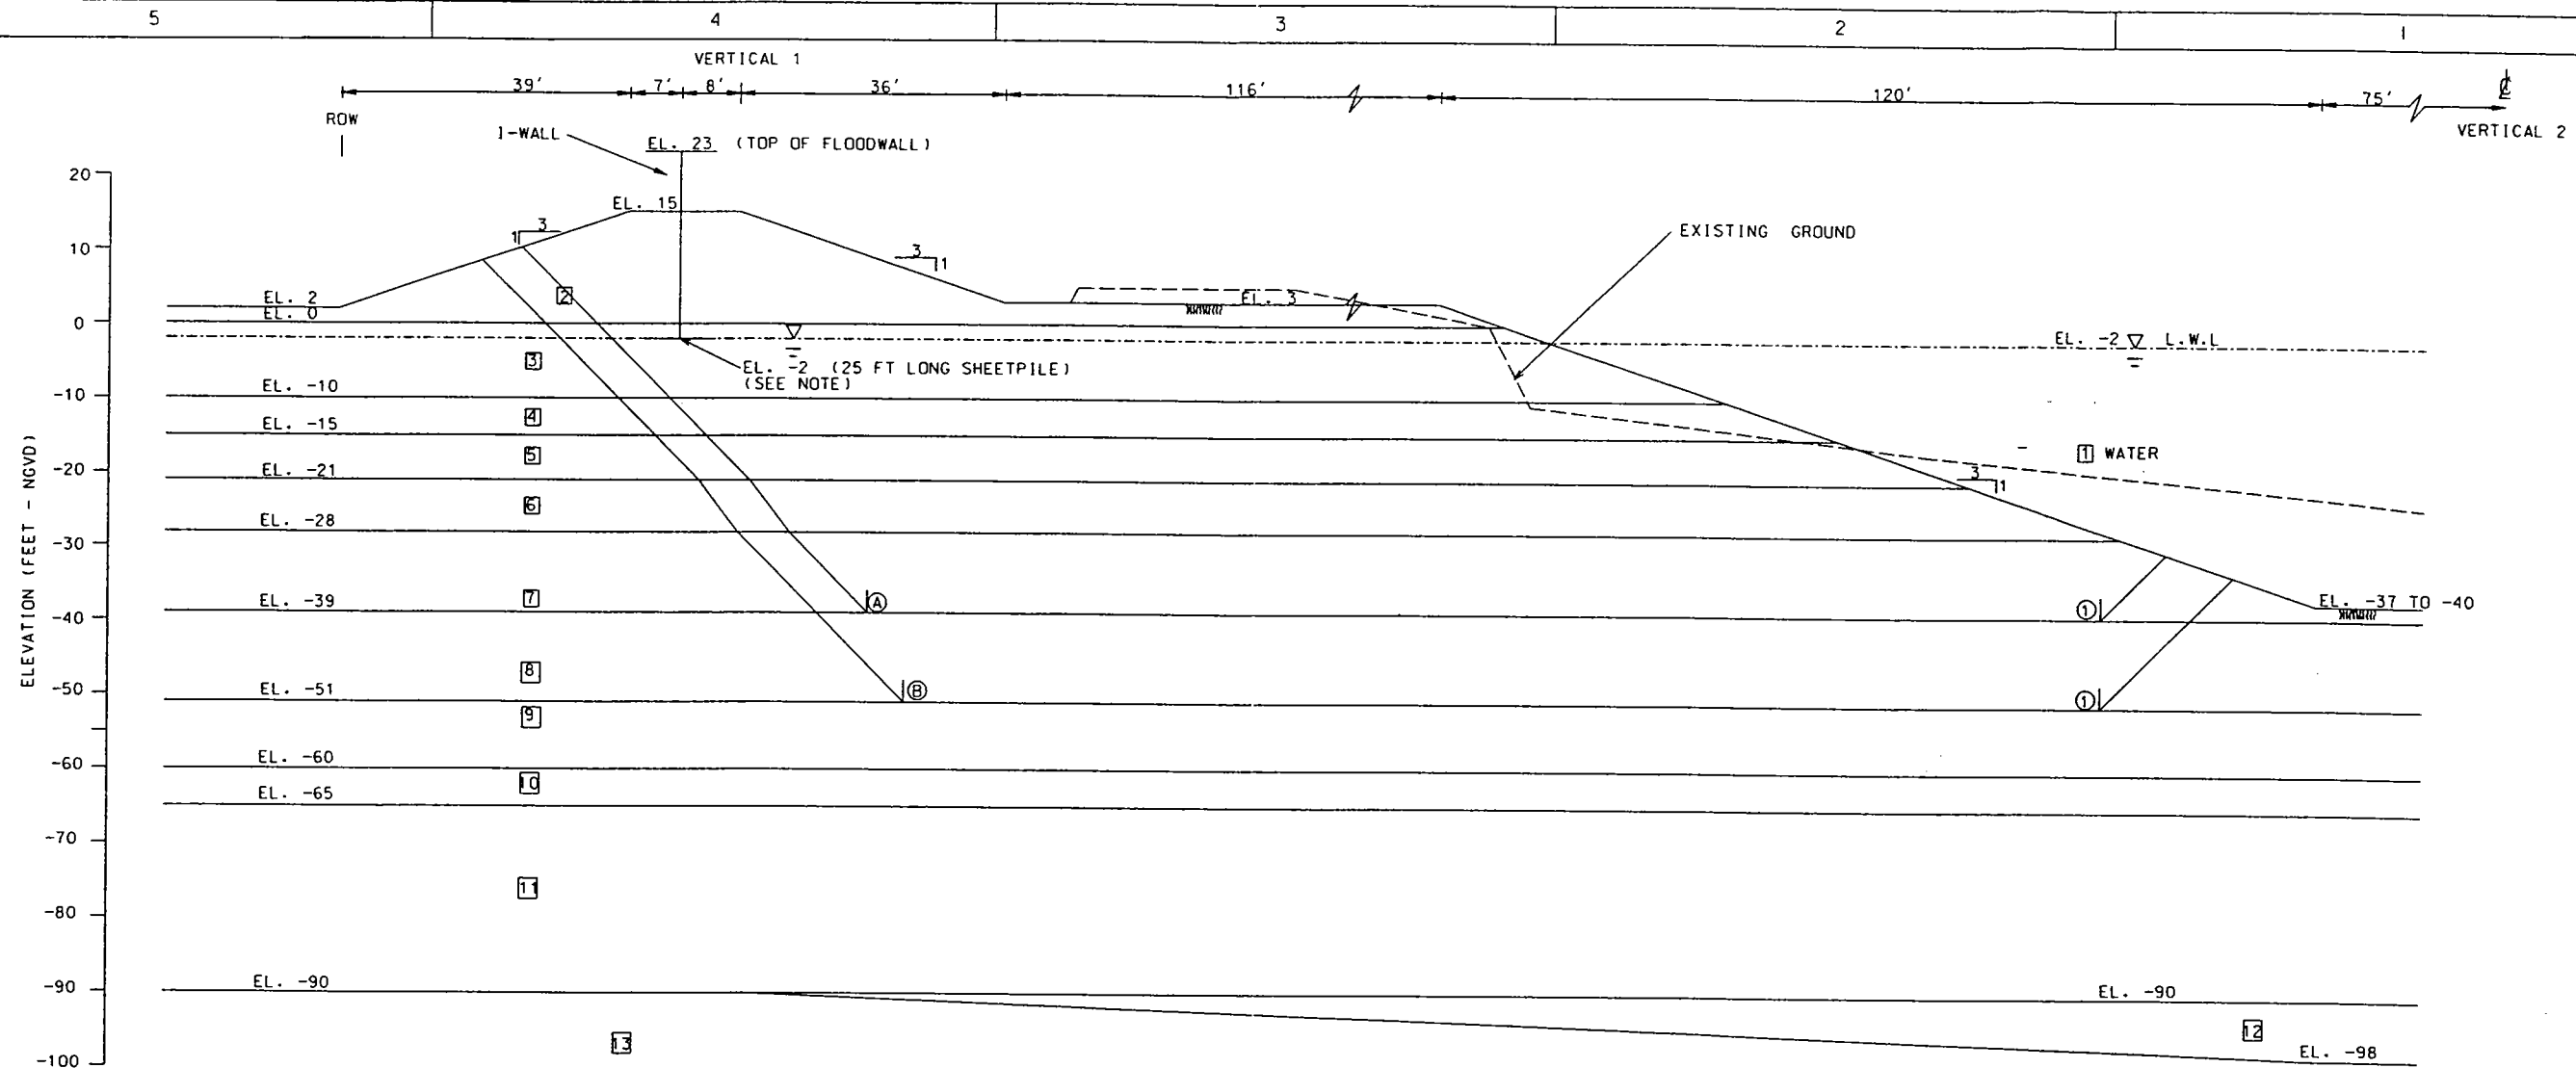 5 4 3 2 1
VERTICAL 1
39' 7' 8' 36' 116' 120' 75' ℄
VERTICAL 2
ROW
I-WALL
EL. 23 (TOP OF FLOODWALL)
20
EL. 15
3
1
3
1
EXISTING GROUND
10
2
EL. 2
EL. 3
EL. 0
0
EL. -2 L.W.L
3
EL. -2 (25 FT LONG SHEETPILE)
(SEE NOTE)
EL. -10
-10
4
EL. -15
5
1 WATER
EL. -21
-20
3
1
6
EL. -28
-30
7
EL. -39
A
1
EL. -37 TO -40
-40
ELEVATION (FEET - NGVD)
8
EL. -51
-50
B
1
9
EL. -60
-60
10
EL. -65
-70
11
-80
EL. -90
-90
EL. -90
12
13
EL. -98
-100